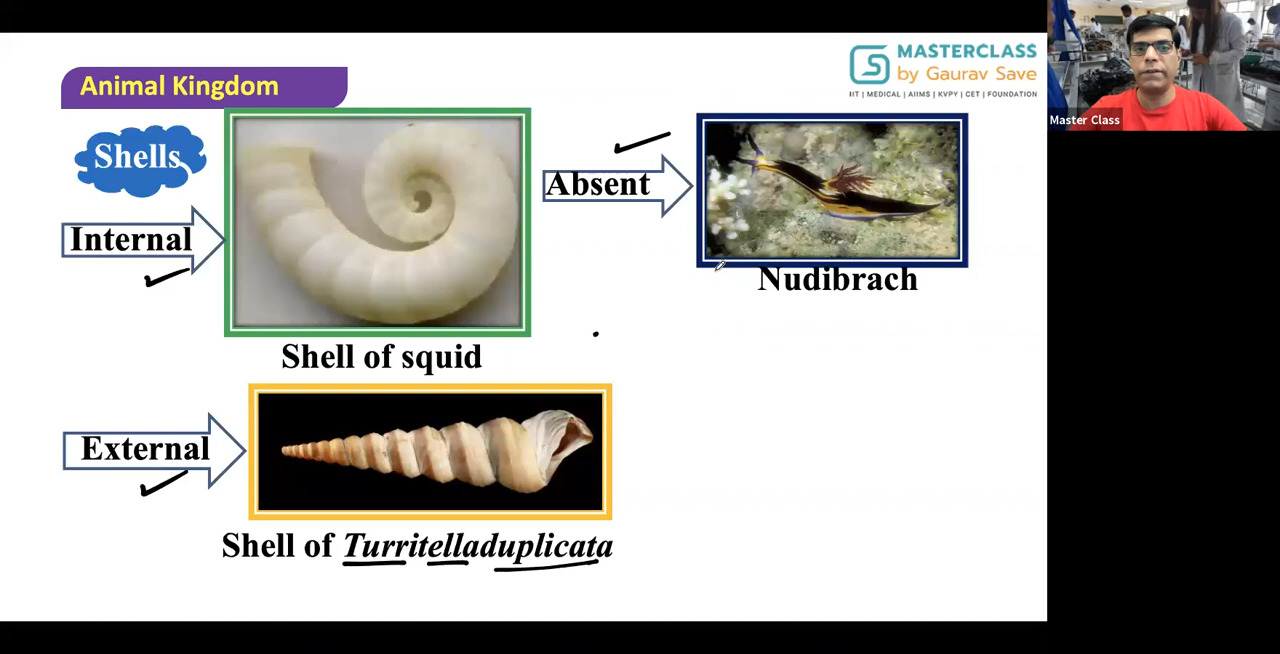 Animal Kingdom
MASTERCLASS
by Gaurav Save
IIT | MEDICAL | AIIMS | KVPY | CET | FOUNDATION
Master Class
Shells
Absent
Internal
Nudibrach
Shell of squid
External
Shell of Turritelladuplicata